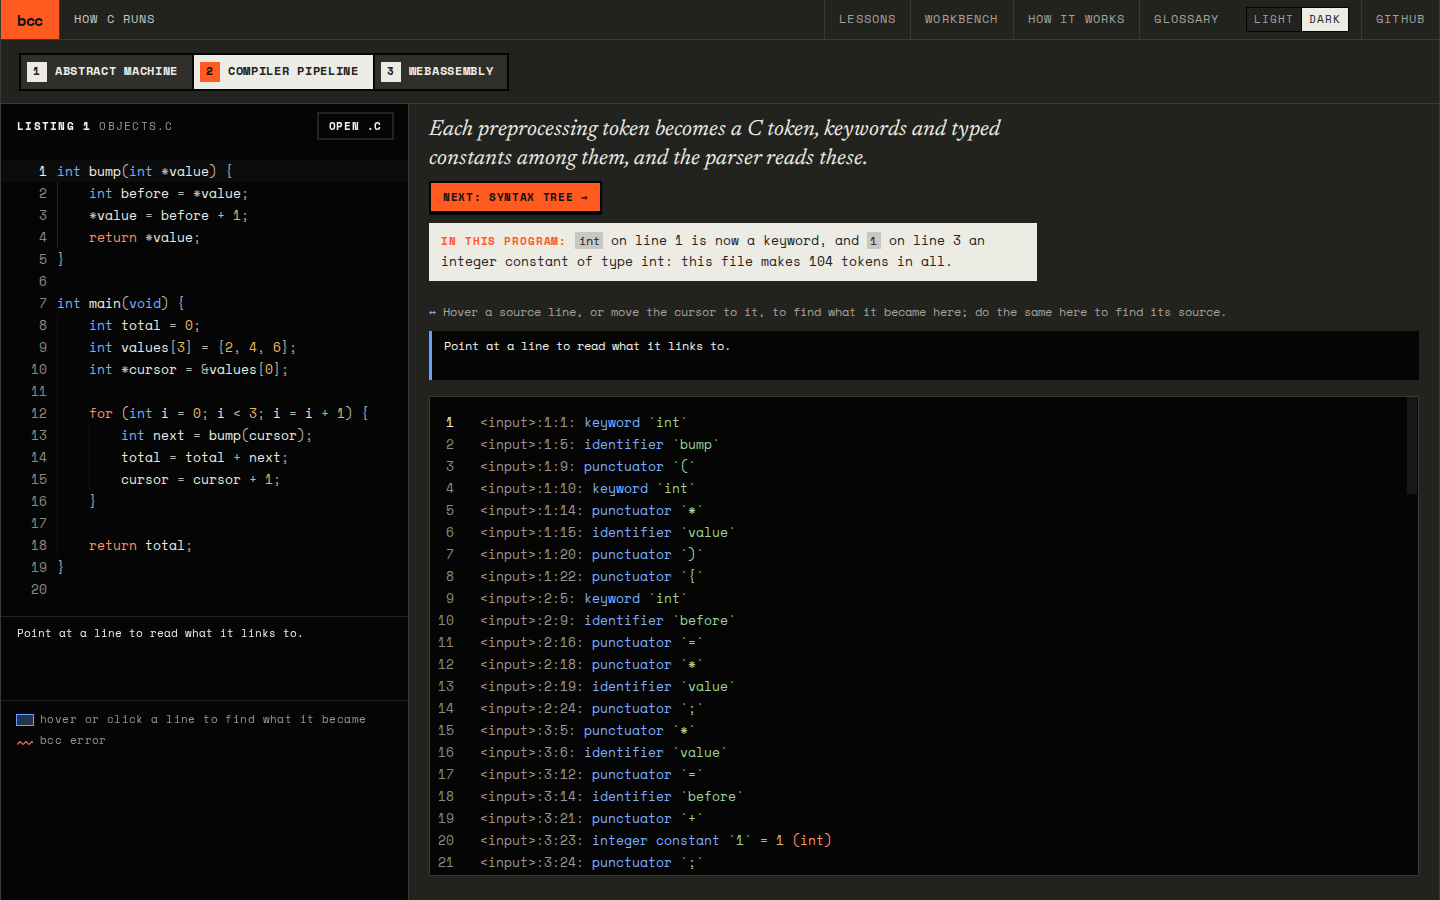 bcc HOW C RUNS LESSONS WORKBENCH HOW IT WORKS GLOSSARY LIGHT DARK GITHUB
1 ABSTRACT MACHINE 2 COMPILER PIPELINE 3 WEBASSEMBLY
LISTING 1 OBJECTS.C OPEN .C
1 int bump(int *value) {
2 int before = *value;
3 *value = before + 1;
4 return *value;
5 }
6
7 int main(void) {
8 int total = 0;
9 int values[3] = {2, 4, 6};
10 int *cursor = &values[0];
11
12 for (int i = 0; i < 3; i = i + 1) {
13 int next = bump(cursor);
14 total = total + next;
15 cursor = cursor + 1;
16 }
17
18 return total;
19 }
20
Point at a line to read what it links to.
hover or click a line to find what it became
bcc error
Each preprocessing token becomes a C token, keywords and typed
constants among them, and the parser reads these.
NEXT: SYNTAX TREE →
IN THIS PROGRAM: int on line 1 is now a keyword, and 1 on line 3 an
integer constant of type int: this file makes 104 tokens in all.
↔ Hover a source line, or move the cursor to it, to find what it became here; do the same here to find its source.
Point at a line to read what it links to.
1 <input>:1:1: keyword `int`
2 <input>:1:5: identifier `bump`
3 <input>:1:9: punctuator `(`
4 <input>:1:10: keyword `int`
5 <input>:1:14: punctuator `*`
6 <input>:1:15: identifier `value`
7 <input>:1:20: punctuator `)`
8 <input>:1:22: punctuator `{`
9 <input>:2:5: keyword `int`
10 <input>:2:9: identifier `before`
11 <input>:2:16: punctuator `=`
12 <input>:2:18: punctuator `*`
13 <input>:2:19: identifier `value`
14 <input>:2:24: punctuator `;`
15 <input>:3:5: punctuator `*`
16 <input>:3:6: identifier `value`
17 <input>:3:12: punctuator `=`
18 <input>:3:14: identifier `before`
19 <input>:3:21: punctuator `+`
20 <input>:3:23: integer constant `1` = 1 (int)
21 <input>:3:24: punctuator `;`